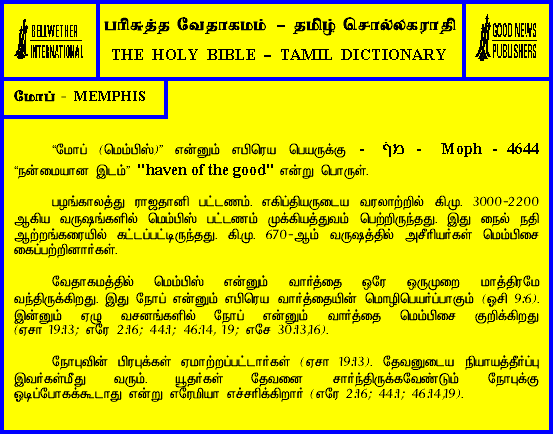 BELLWETHER
INTERNATIONAL
பரிசுத்த வேதாகமம் – தமிழ் சொல்லகராதி
THE HOLY BIBLE – TAMIL DICTIONARY
GOOD NEWS
PUBLISHERS
மோப் - MEMPHIS
“மோப் (மெம்பிஸ்)” என்னும் எபிரெய பெயருக்கு - מֹף - Moph - 4644
“நன்மையான இடம்” "haven of the good" என்று பொருள்.
பழங்காலத்து ராஜதானி பட்டணம். எகிப்தியருடைய வரலாற்றில் கி.மு. 3000-2200
ஆகிய வருஷங்களில் மெம்பிஸ் பட்டணம் முக்கியத்துவம் பெற்றிருந்தது. இது நைல் நதி
ஆற்றங்கரையில் கட்டப்பட்டிருந்தது. கி.மு. 670-ஆம் வருஷத்தில் அசீரியர்கள் மெம்பிசை
கைப்பற்றினார்கள்.
வேதாகமத்தில் மெம்பிஸ் என்னும் வார்த்தை ஒரே ஒருமுறை மாத்திரமே
வந்திருக்கிறது. இது நோப் என்னும் எபிரெய வார்த்தையின் மொழிபெயர்ப்பாகும் (ஓசி 9:6).
இன்னும் ஏழு வசனங்களில் நோப் என்னும் வார்த்தை மெம்பிசை குறிக்கிறது
(ஏசா 19:13; எரே 2:16; 44:1; 46:14, 19; எசே 30:13,16).
நோபுவின் பிரபுக்கள் ஏமாற்றப்பட்டார்கள் (ஏசா 19:13). தேவனுடைய நியாயத்தீர்ப்பு
இவர்கள்மீது வரும். யூதர்கள் தேவனை சார்ந்திருக்கவேண்டும் நோபுக்கு
ஓடிப்போகக்கூடாது என்று எரேமியா எச்சரிக்கிறார் (எரே 2:16; 44:1; 46:14,19).